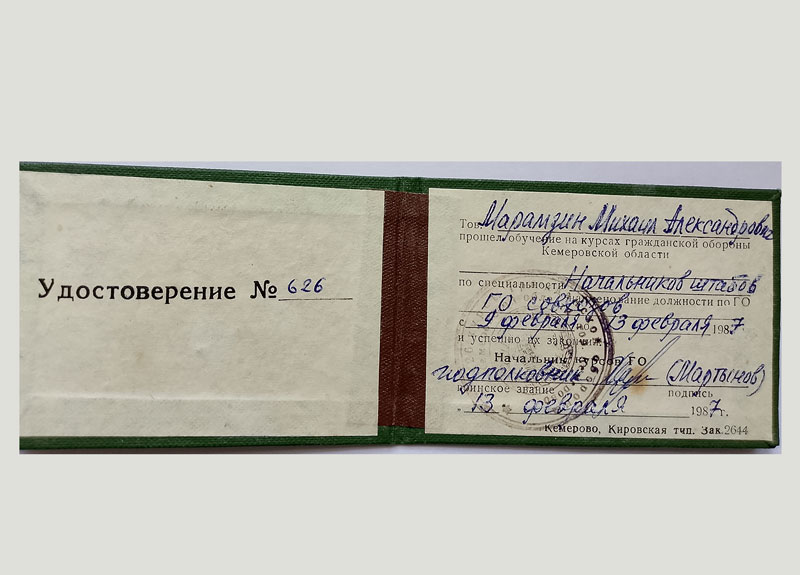 Удостоверение № 626
Тов. Марамзин Михаил Александрович
прошел обучение на курсах гражданской обороны
Кемеровской области
по специальности Начальников штабов
наименование должности по ГО
ГО совхозов
с 9 февраля по 13 февраля 1987
и успешно их закончил.
Начальник курсов ГО
подполковник (Мартынов)
воинское звание подпись
13 февраля 1987 г.
Кемерово, Кировская тип. Зак. 2644